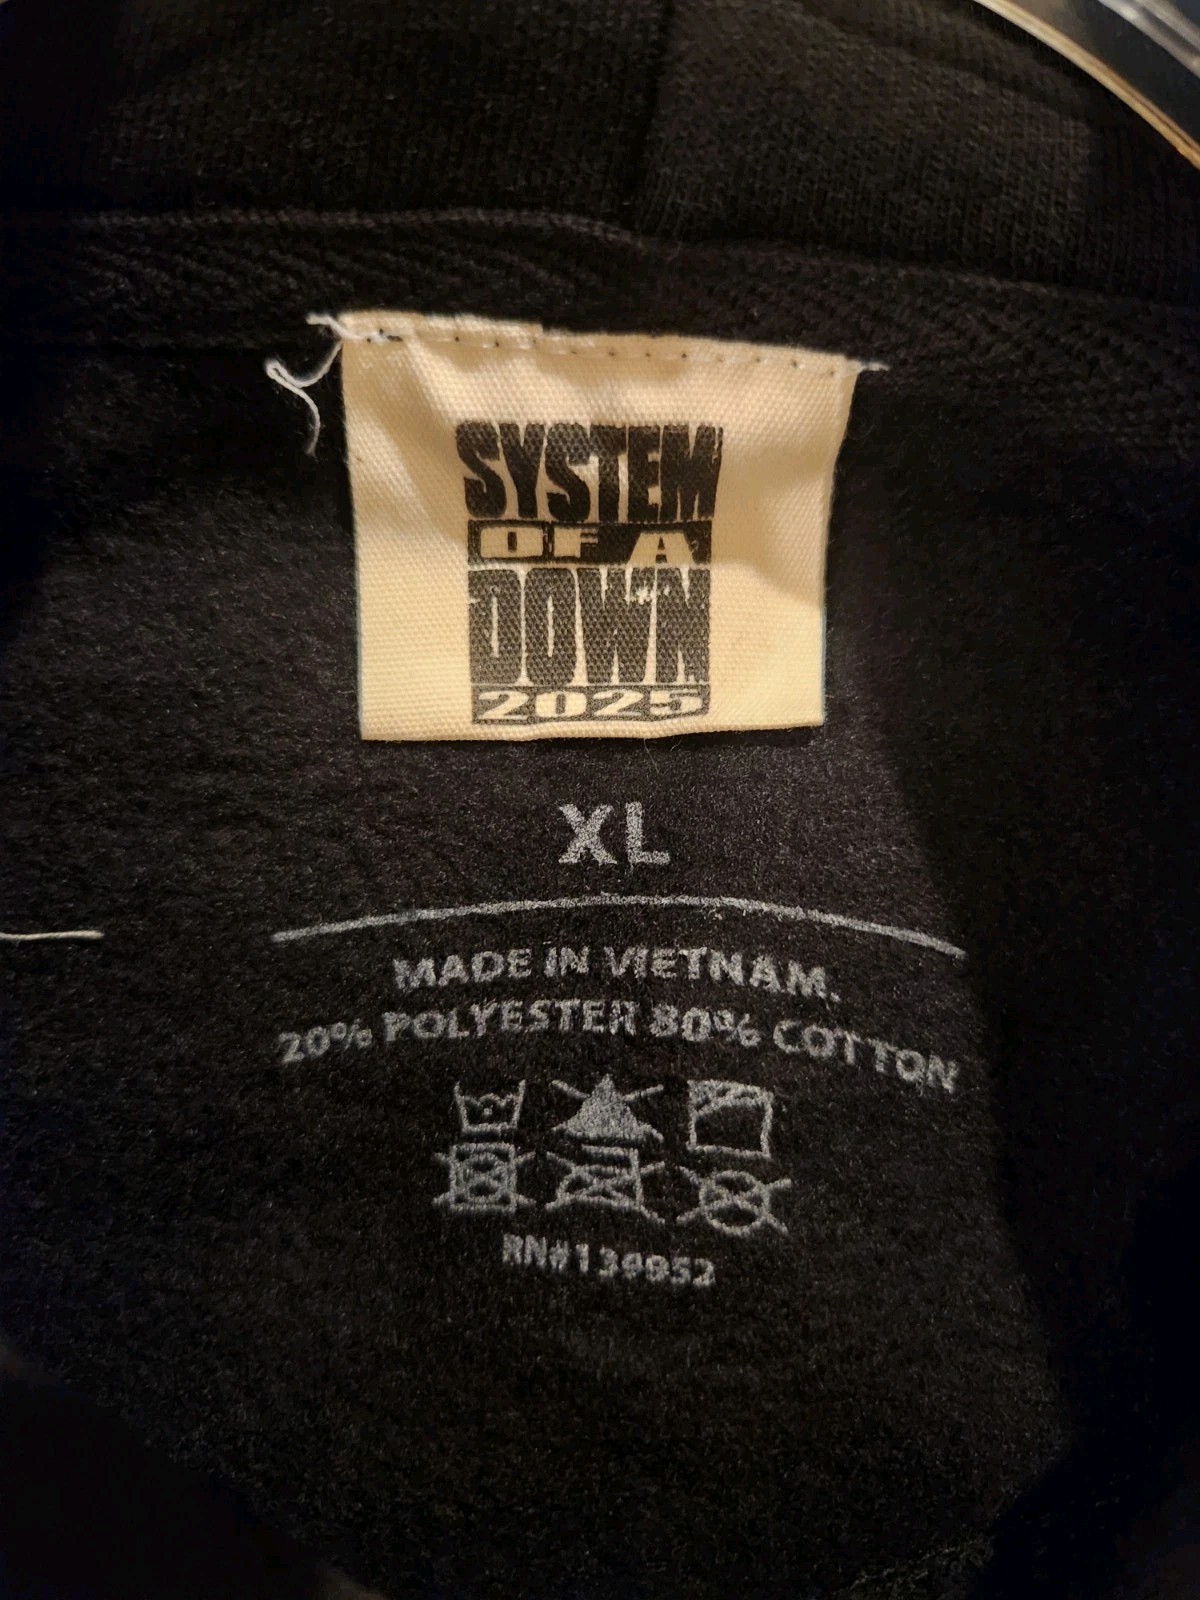 SYSTEM
OF A
DOWN
2025
XL
MADE IN VIETNAM.
20% POLYESTER 80% COTTON